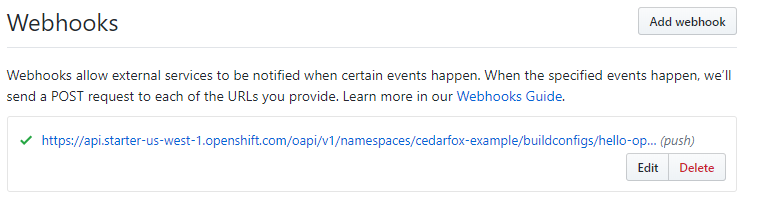 Webhooks
Add webhook
Webhooks allow external services to be notified when certain events happen. When the specified events happen, we'll
send a POST request to each of the URLs you provide. Learn more in our Webhooks Guide.
https://api.starter-us-west-1.openshift.com/oapi/v1/namespaces/cedarfox-example/buildconfigs/hello-op... (push)
Edit
Delete